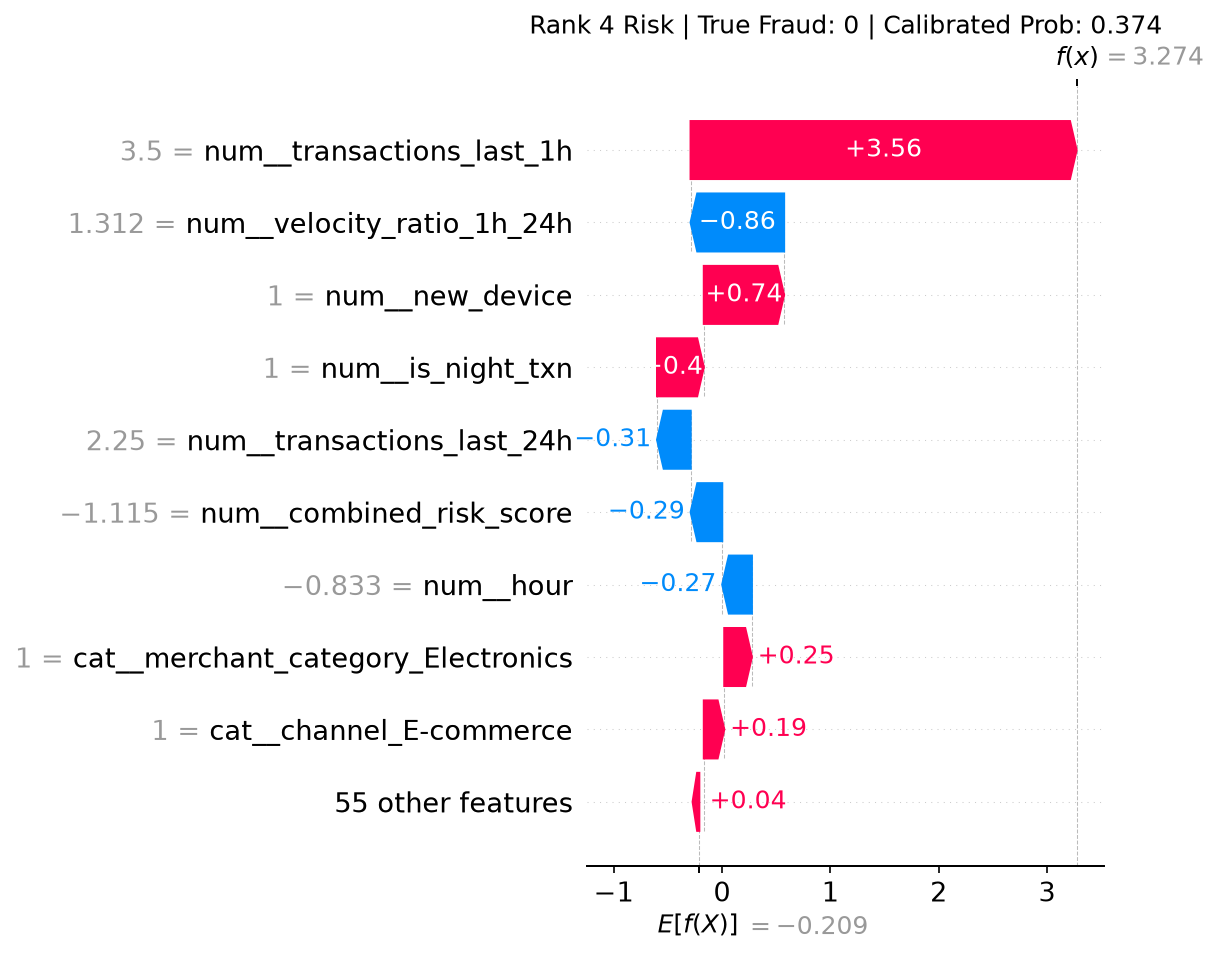 Rank 4 Risk | True Fraud: 0 | Calibrated Prob: 0.374
f(x) = 3.274
3.5 = num__transactions_last_1h +3.56
1.312 = num__velocity_ratio_1h_24h −0.86
1 = num__new_device +0.74
1 = num__is_night_txn
2.25 = num__transactions_last_24h −0.31
−1.115 = num__combined_risk_score −0.29
−0.833 = num__hour −0.27
1 = cat__merchant_category_Electronics +0.25
1 = cat__channel_E-commerce +0.19
55 other features +0.04
−1 0 1 2 3
E[f(X)] = −0.209